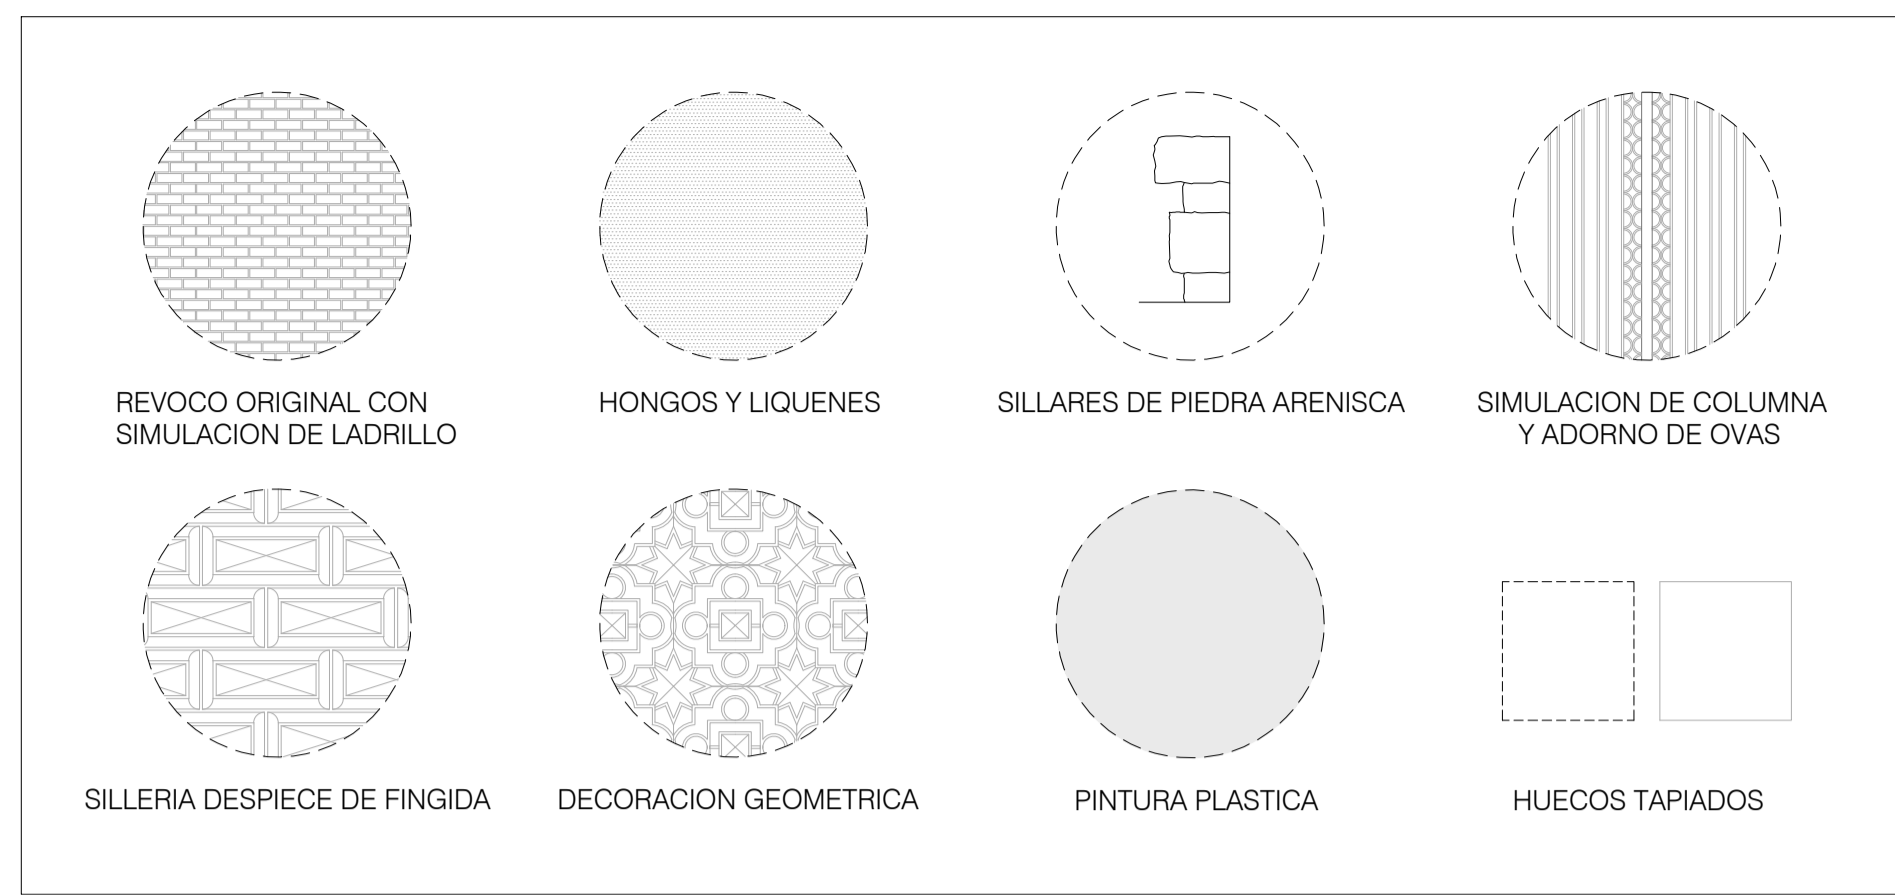 REVOCO ORIGINAL CON
SIMULACION DE LADRILLO
HONGOS Y LIQUENES
SILLARES DE PIEDRA ARENISCA
SIMULACION DE COLUMNA
Y ADORNO DE OVAS
SILLERIA DESPIECE DE FINGIDA
DECORACION GEOMETRICA
PINTURA PLASTICA
HUECOS TAPIADOS